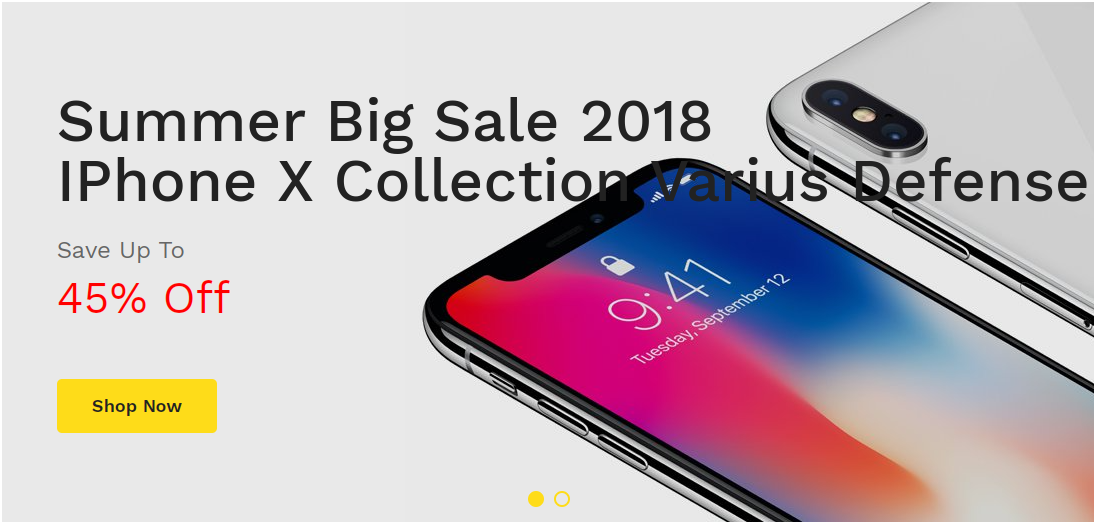 Summer Big Sale 2018
IPhone X Collection Varius Defense
Save Up To
45% Off
9:41
Tuesday, September 12
Shop Now